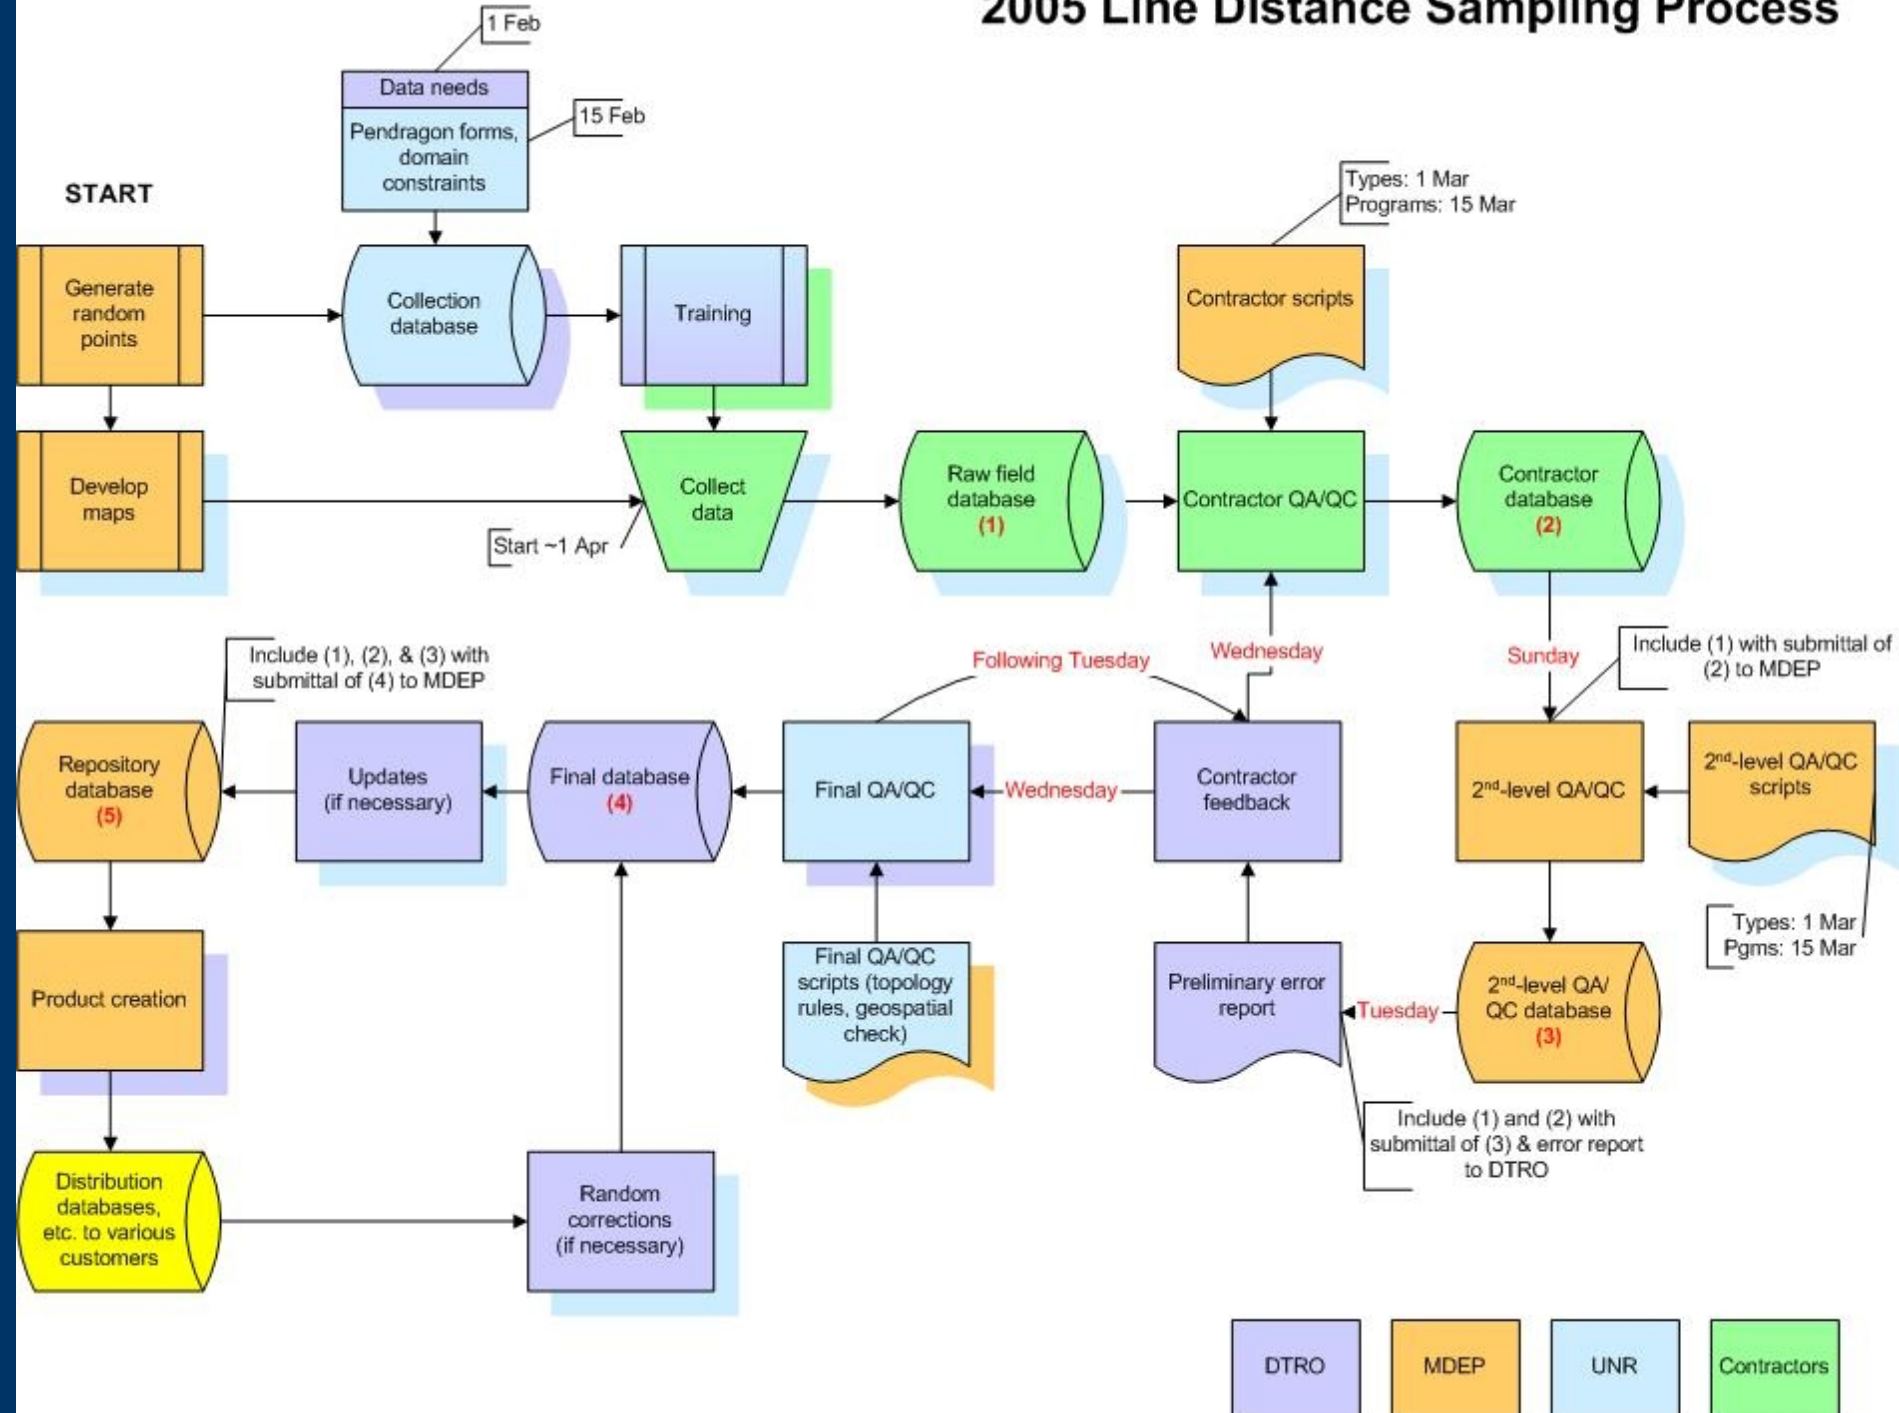 2005 Line Distance Sampling Process
1 Feb
Data needs
15 Feb
Pendragon forms,
domain
constraints
START
Types: 1 Mar
Programs: 15 Mar
Generate
random
points
Collection
database
Training
Contractor scripts
Develop
maps
Collect
data
Start ~1 Apr
Raw field
database
(1)
Contractor QA/QC
Contractor
database
(2)
Include (1), (2), & (3) with
submittal of (4) to MDEP
Following Tuesday
Wednesday
Sunday
Include (1) with submittal of
(2) to MDEP
Repository
database
(5)
Updates
(if necessary)
Final database
(4)
Final QA/QC
Wednesday
Contractor
feedback
2nd-level QA/QC
2nd-level QA/QC
scripts
Types: 1 Mar
Pgms: 15 Mar
Product creation
Final QA/QC
scripts (topology
rules, geospatial
check)
Preliminary error
report
Tuesday
2nd-level QA/
QC database
(3)
Include (1) and (2) with
submittal of (3) & error report
to DTRO
Distribution
databases,
etc. to various
customers
Random
corrections
(if necessary)
DTRO
MDEP
UNR
Contractors